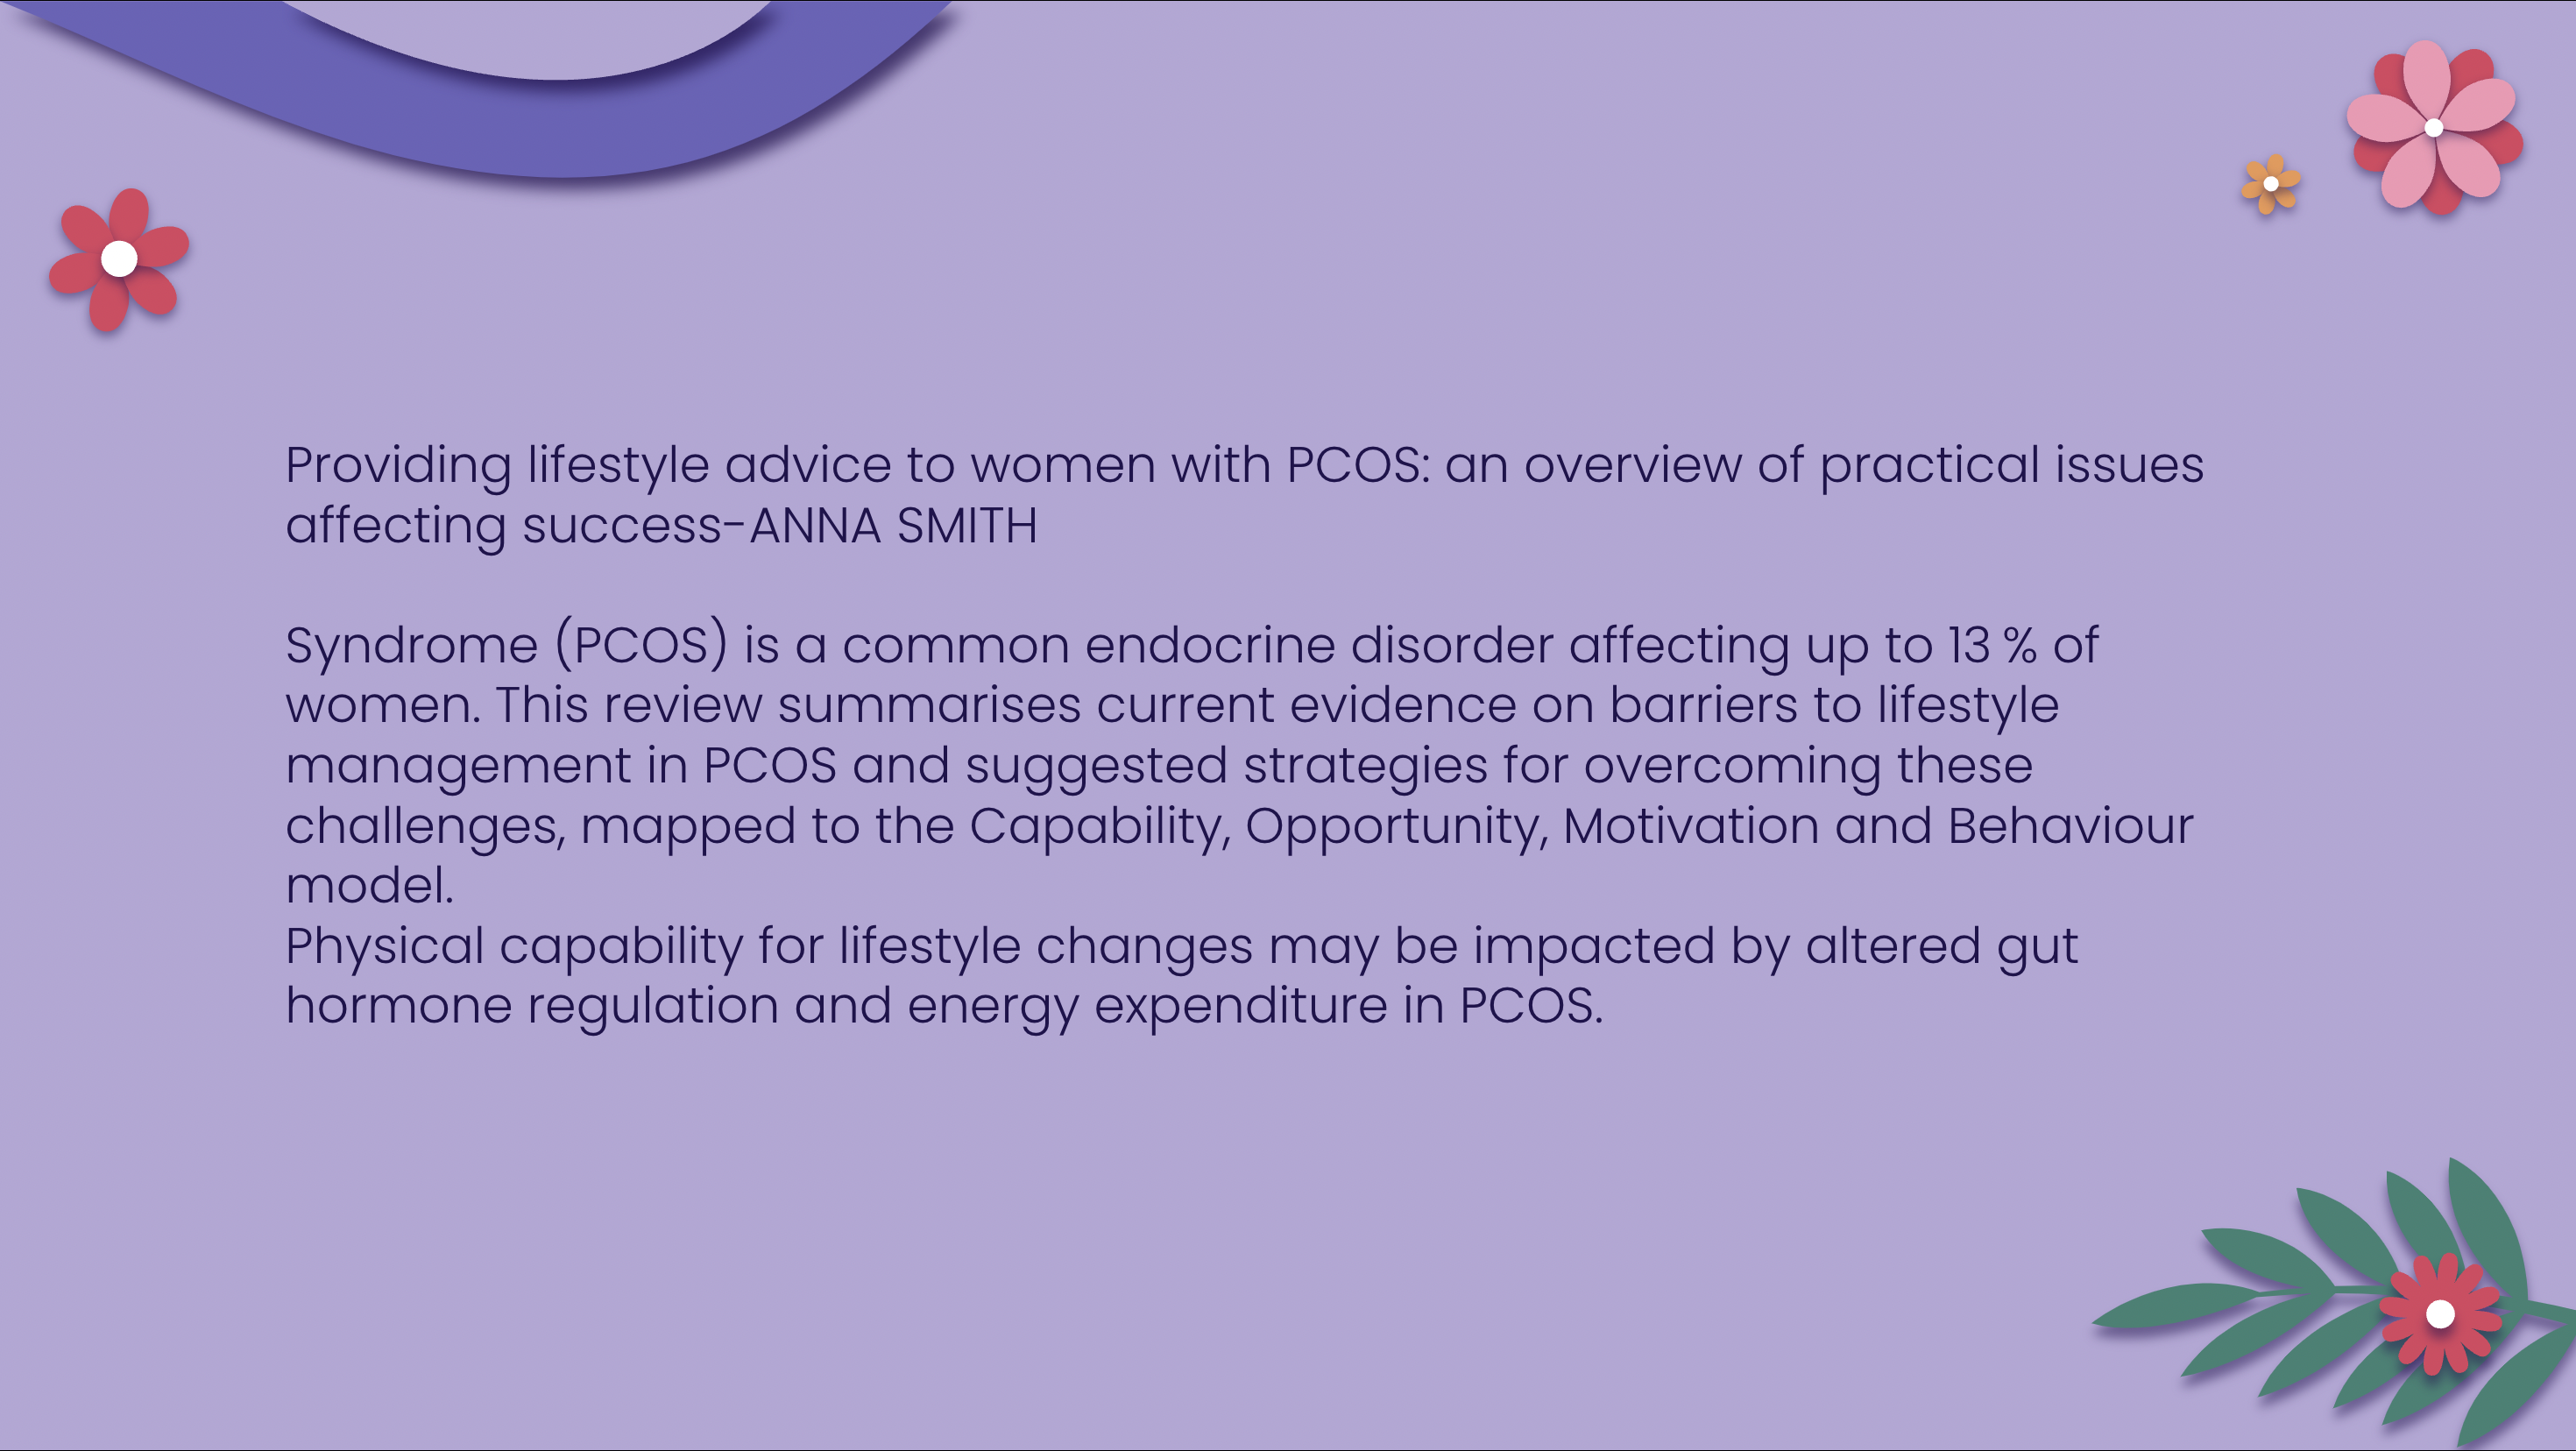 Providing lifestyle advice to women with PCOS: an overview of practical issues
affecting success-ANNA SMITH
Syndrome (PCOS) is a common endocrine disorder affecting up to 13 % of
women. This review summarises current evidence on barriers to lifestyle
management in PCOS and suggested strategies for overcoming these
challenges, mapped to the Capability, Opportunity, Motivation and Behaviour
model.
Physical capability for lifestyle changes may be impacted by altered gut
hormone regulation and energy expenditure in PCOS.